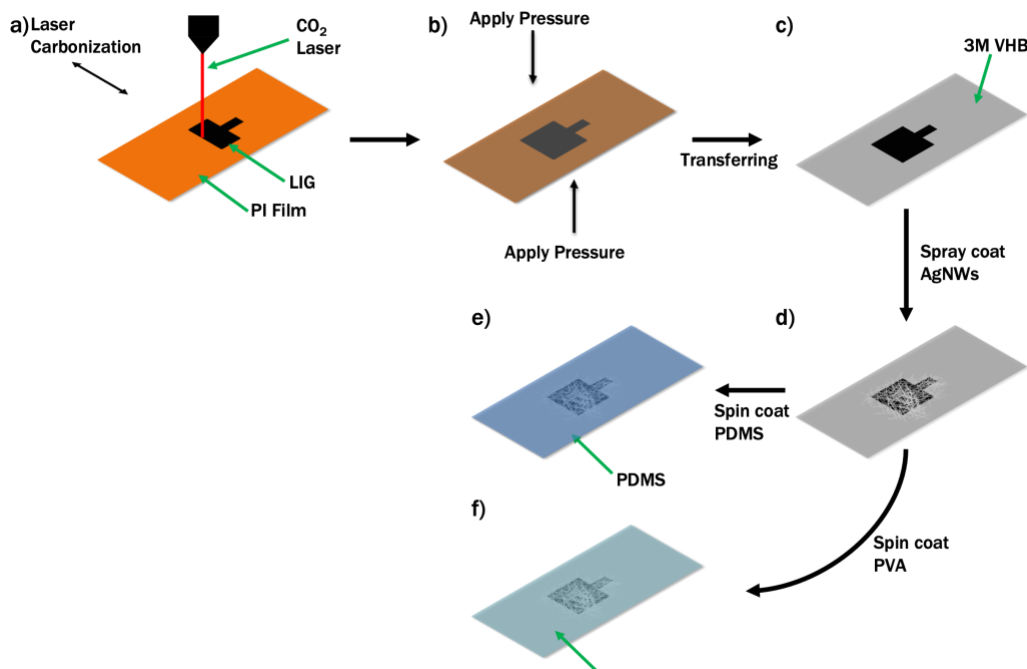 a) Laser
Carbonization
CO2
Laser
LIG
PI Film
b)
Apply Pressure
Apply Pressure
Transferring
c)
3M VHB
Spray coat
AgNWs
d)
e)
Spin coat
PDMS
PDMS
f)
Spin coat
PVA